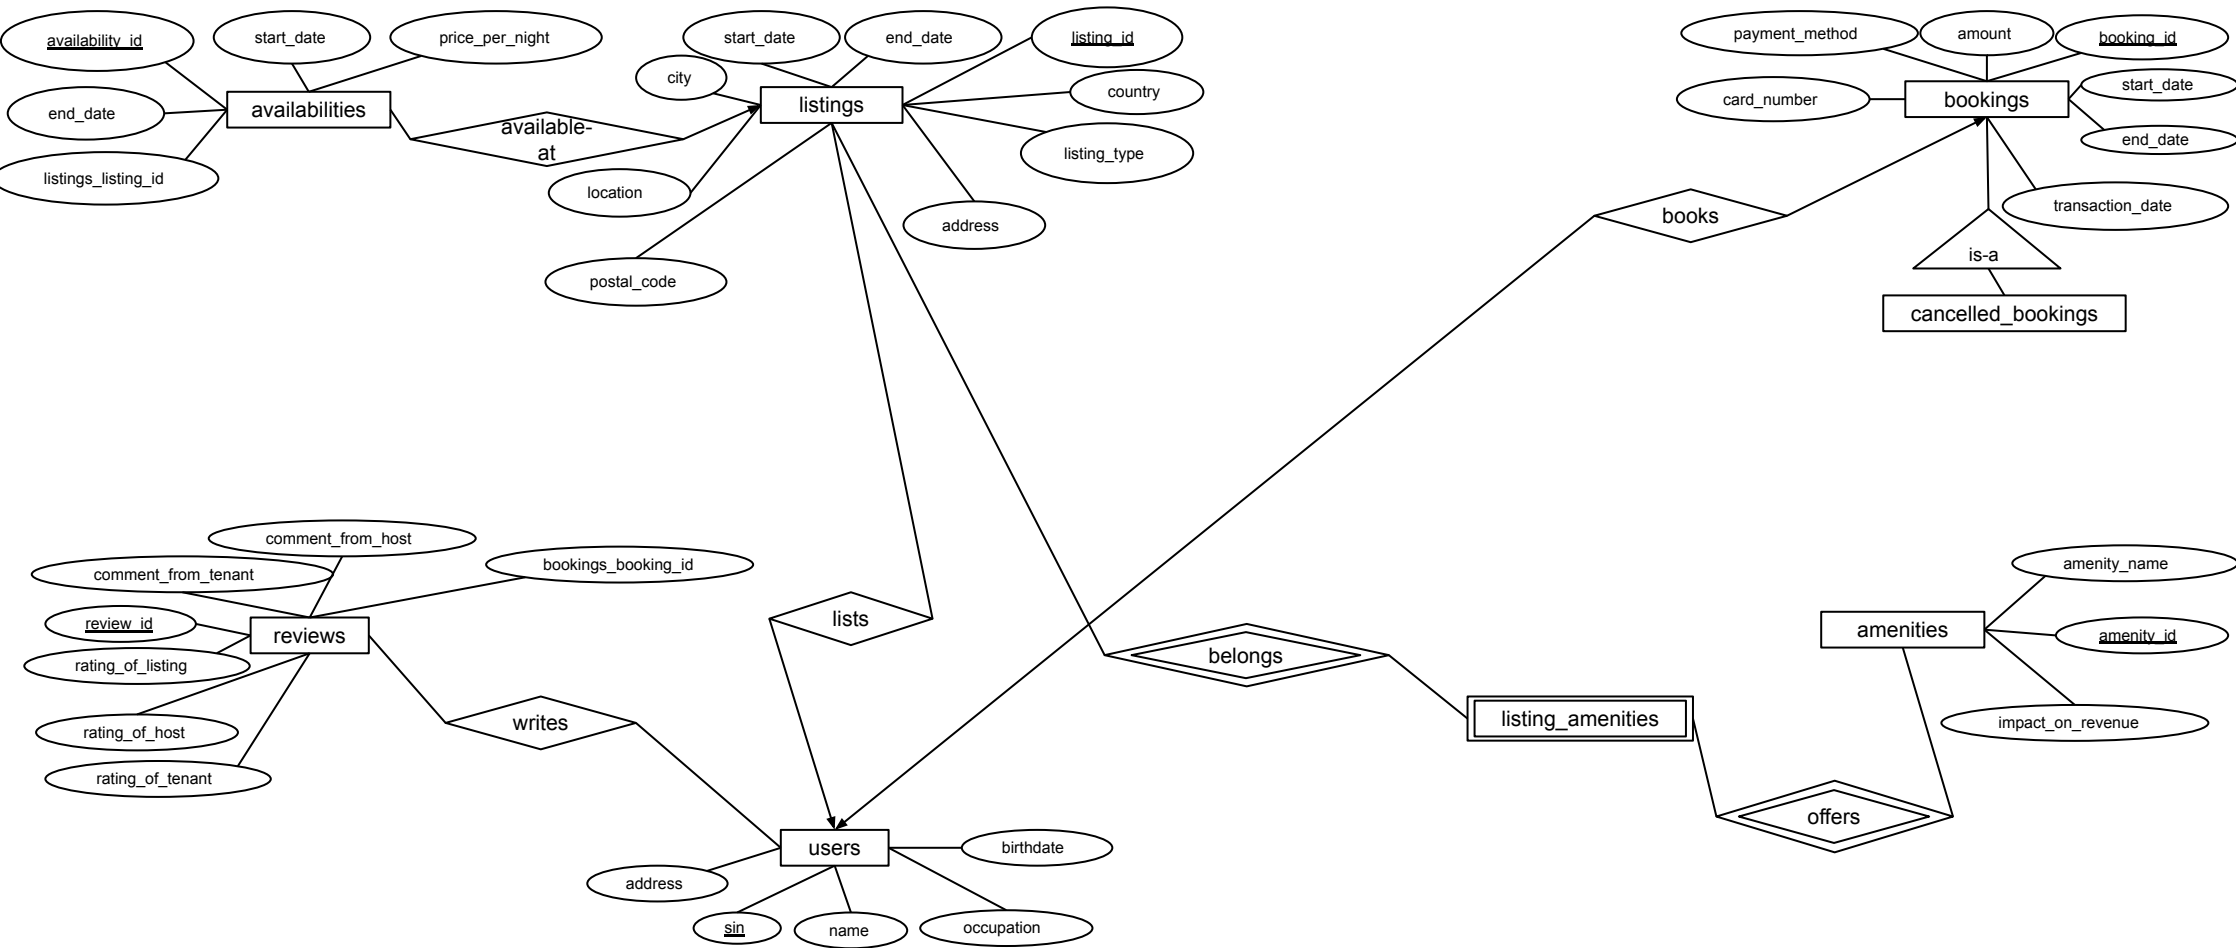 availability_id
start_date
price_per_night
end_date
availabilities
listings_listing_id
available-
at
start_date
end_date
listing_id
city
country
listings
listing_type
location
address
postal_code
payment_method
amount
booking_id
start_date
card_number
bookings
end_date
transaction_date
books
is-a
cancelled_bookings
comment_from_host
comment_from_tenant
bookings_booking_id
review_id
reviews
rating_of_listing
rating_of_host
rating_of_tenant
writes
lists
belongs
listing_amenities
amenity_name
amenities
amenity_id
impact_on_revenue
offers
users
birthdate
address
sin
name
occupation